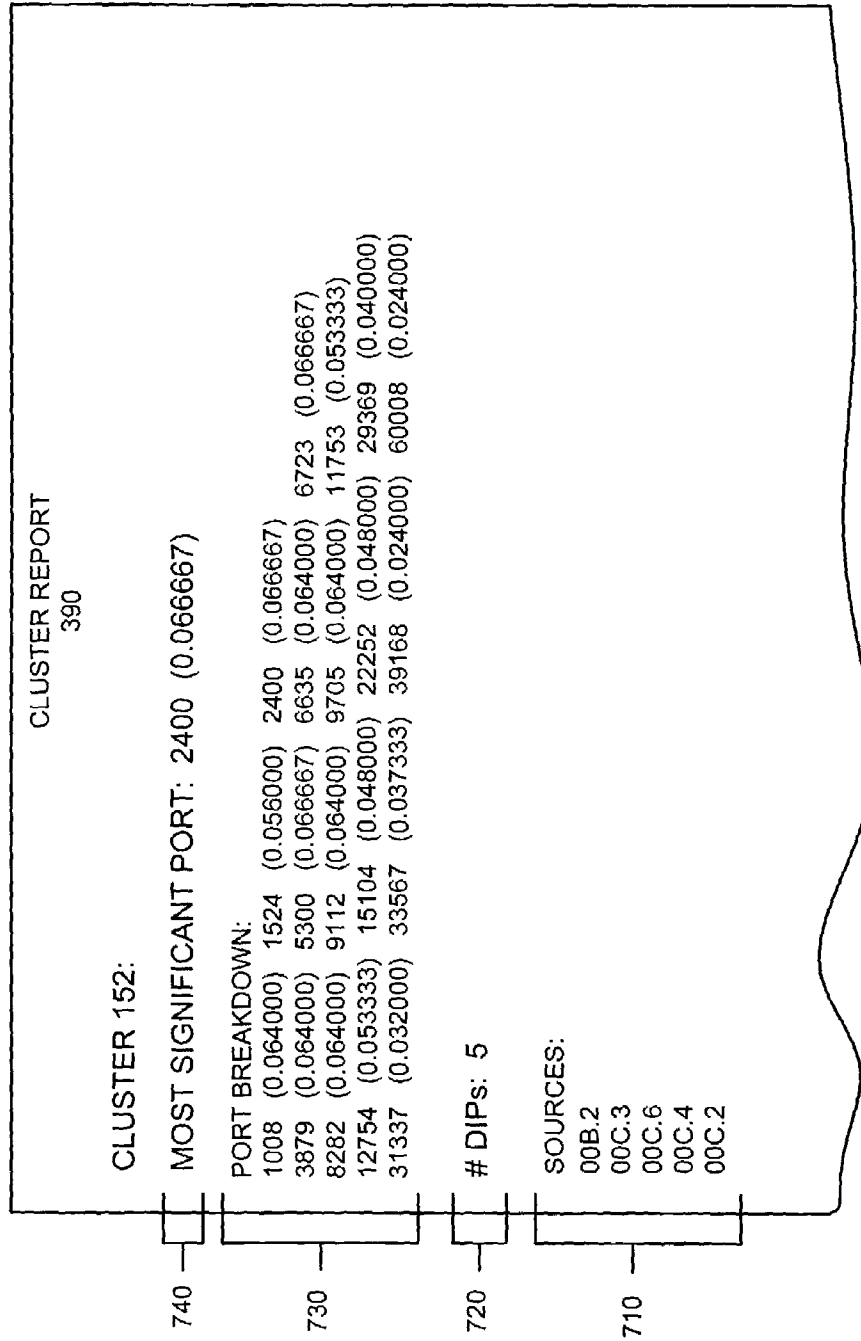 CLUSTER REPORT
390
CLUSTER 152:
740
MOST SIGNIFICANT PORT: 2400 (0.066667)
730
PORT BREAKDOWN:
1008 (0.064000) 1524 (0.056000) 2400 (0.066667)
3879 (0.064000) 5300 (0.066667) 6635 (0.064000) 6723 (0.066667)
8282 (0.064000) 9112 (0.064000) 9705 (0.064000) 11753 (0.053333)
12754 (0.053333) 15104 (0.048000) 22252 (0.048000) 29369 (0.040000)
31337 (0.032000) 33567 (0.037333) 39168 (0.024000) 60008 (0.024000)
720
# DIPs: 5
710
SOURCES:
00B.2
00C.3
00C.6
00C.4
00C.2